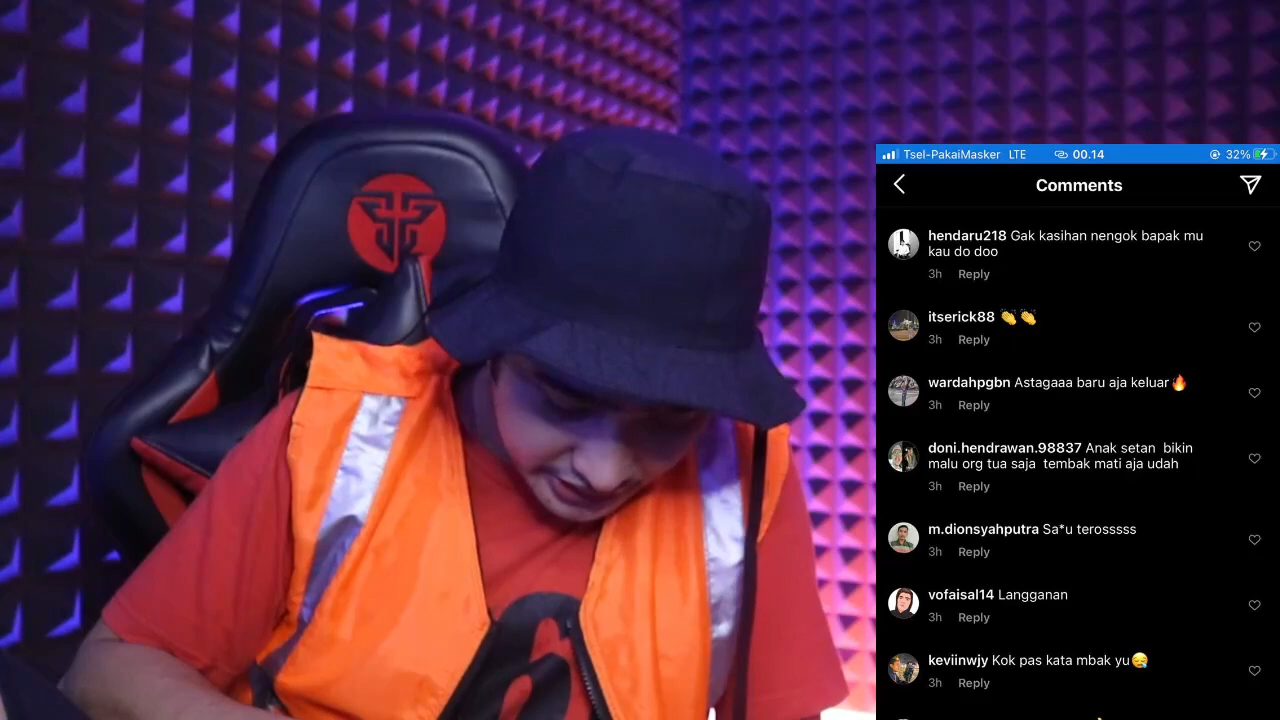 Tsel-PakaiMasker LTE 00.14 32%
Comments
hendaru218 Gak kasihan nengok bapak mu
kau do doo
3h Reply
itserick88 👏👏
3h Reply
wardahpgbn Astagaaa baru aja keluar🔥
3h Reply
doni.hendrawan.98837 Anak setan bikin
malu org tua saja tembak mati aja udah
3h Reply
m.dionsyahputra Sa*u terosssss
3h Reply
vofaisal14 Langganan
3h Reply
keviinwjy Kok pas kata mbak yu😪
3h Reply